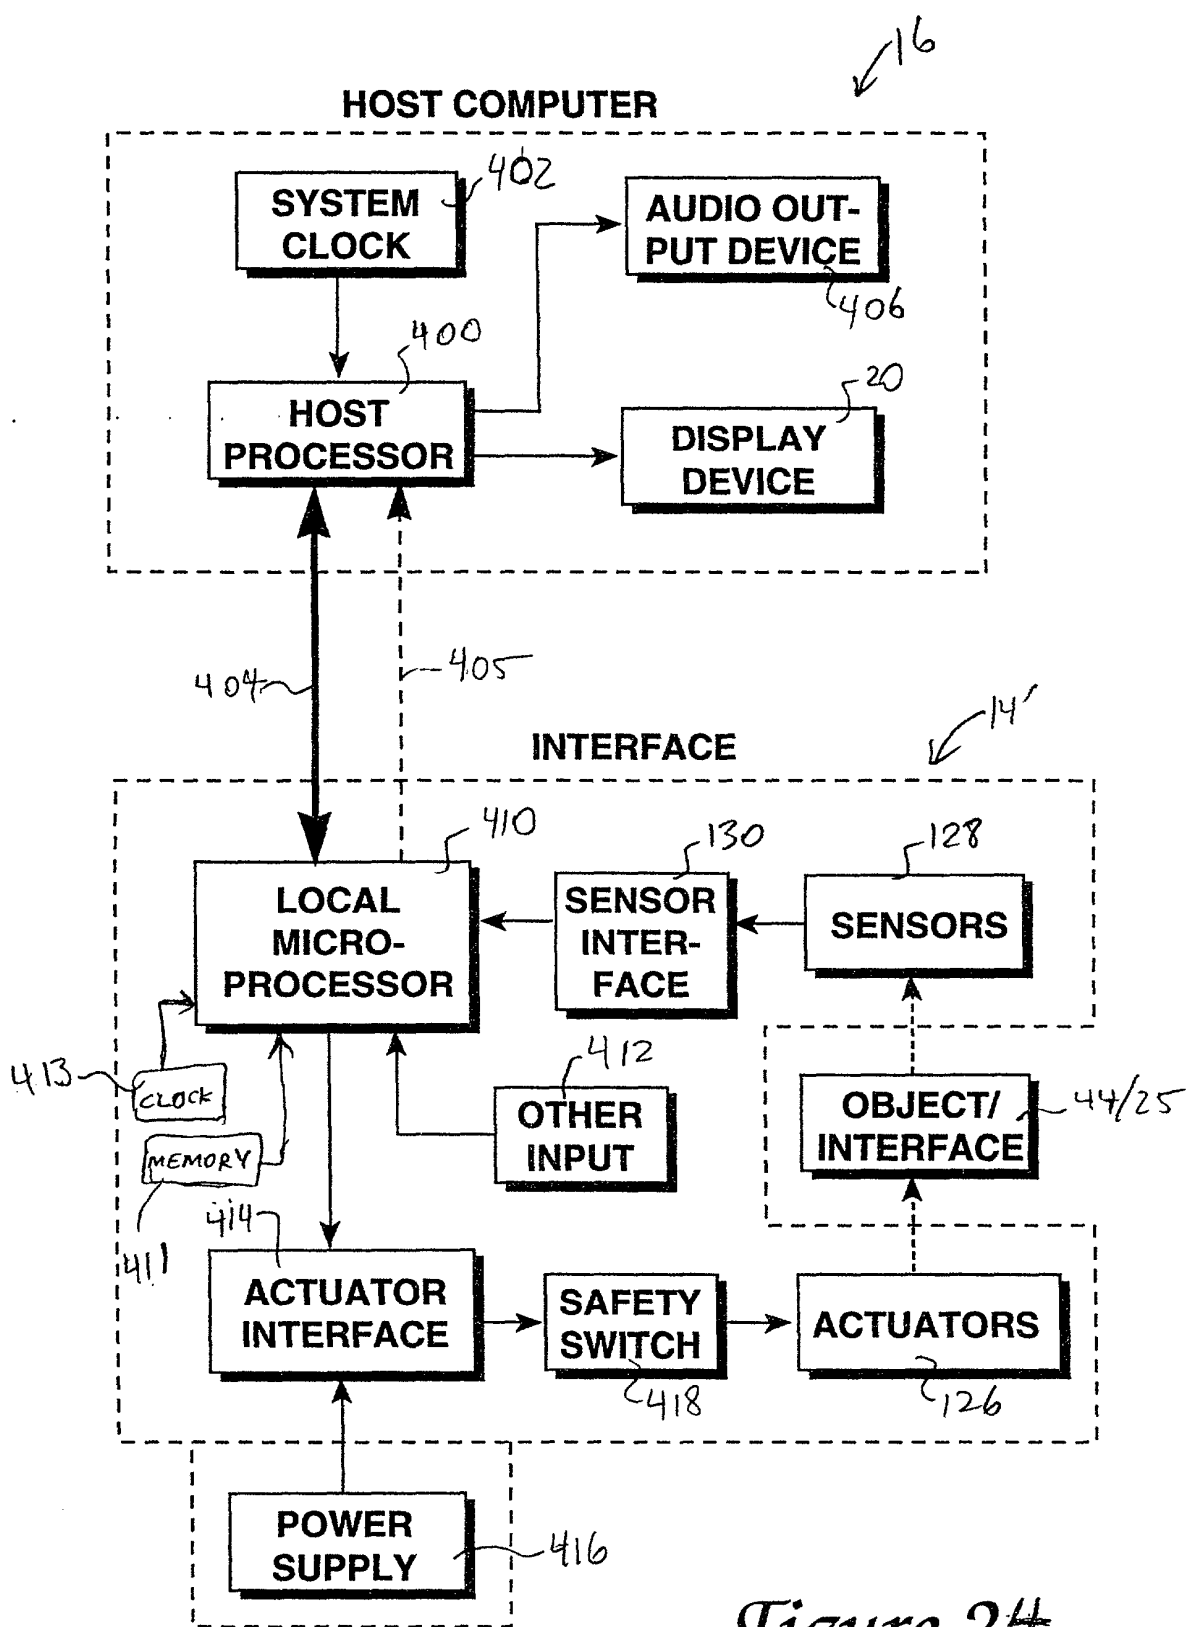 16
HOST COMPUTER
402
SYSTEM
CLOCK
AUDIO OUT-
PUT DEVICE
406
400
HOST
PROCESSOR
20
DISPLAY
DEVICE
404
405
14'
INTERFACE
410
LOCAL
MICRO-
PROCESSOR
130
SENSOR
INTER-
FACE
128
SENSORS
413
CLOCK
MEMORY
411
412
OTHER
INPUT
OBJECT/
INTERFACE
44/25
414
ACTUATOR
INTERFACE
SAFETY
SWITCH
418
ACTUATORS
126
POWER
SUPPLY
416
Figure